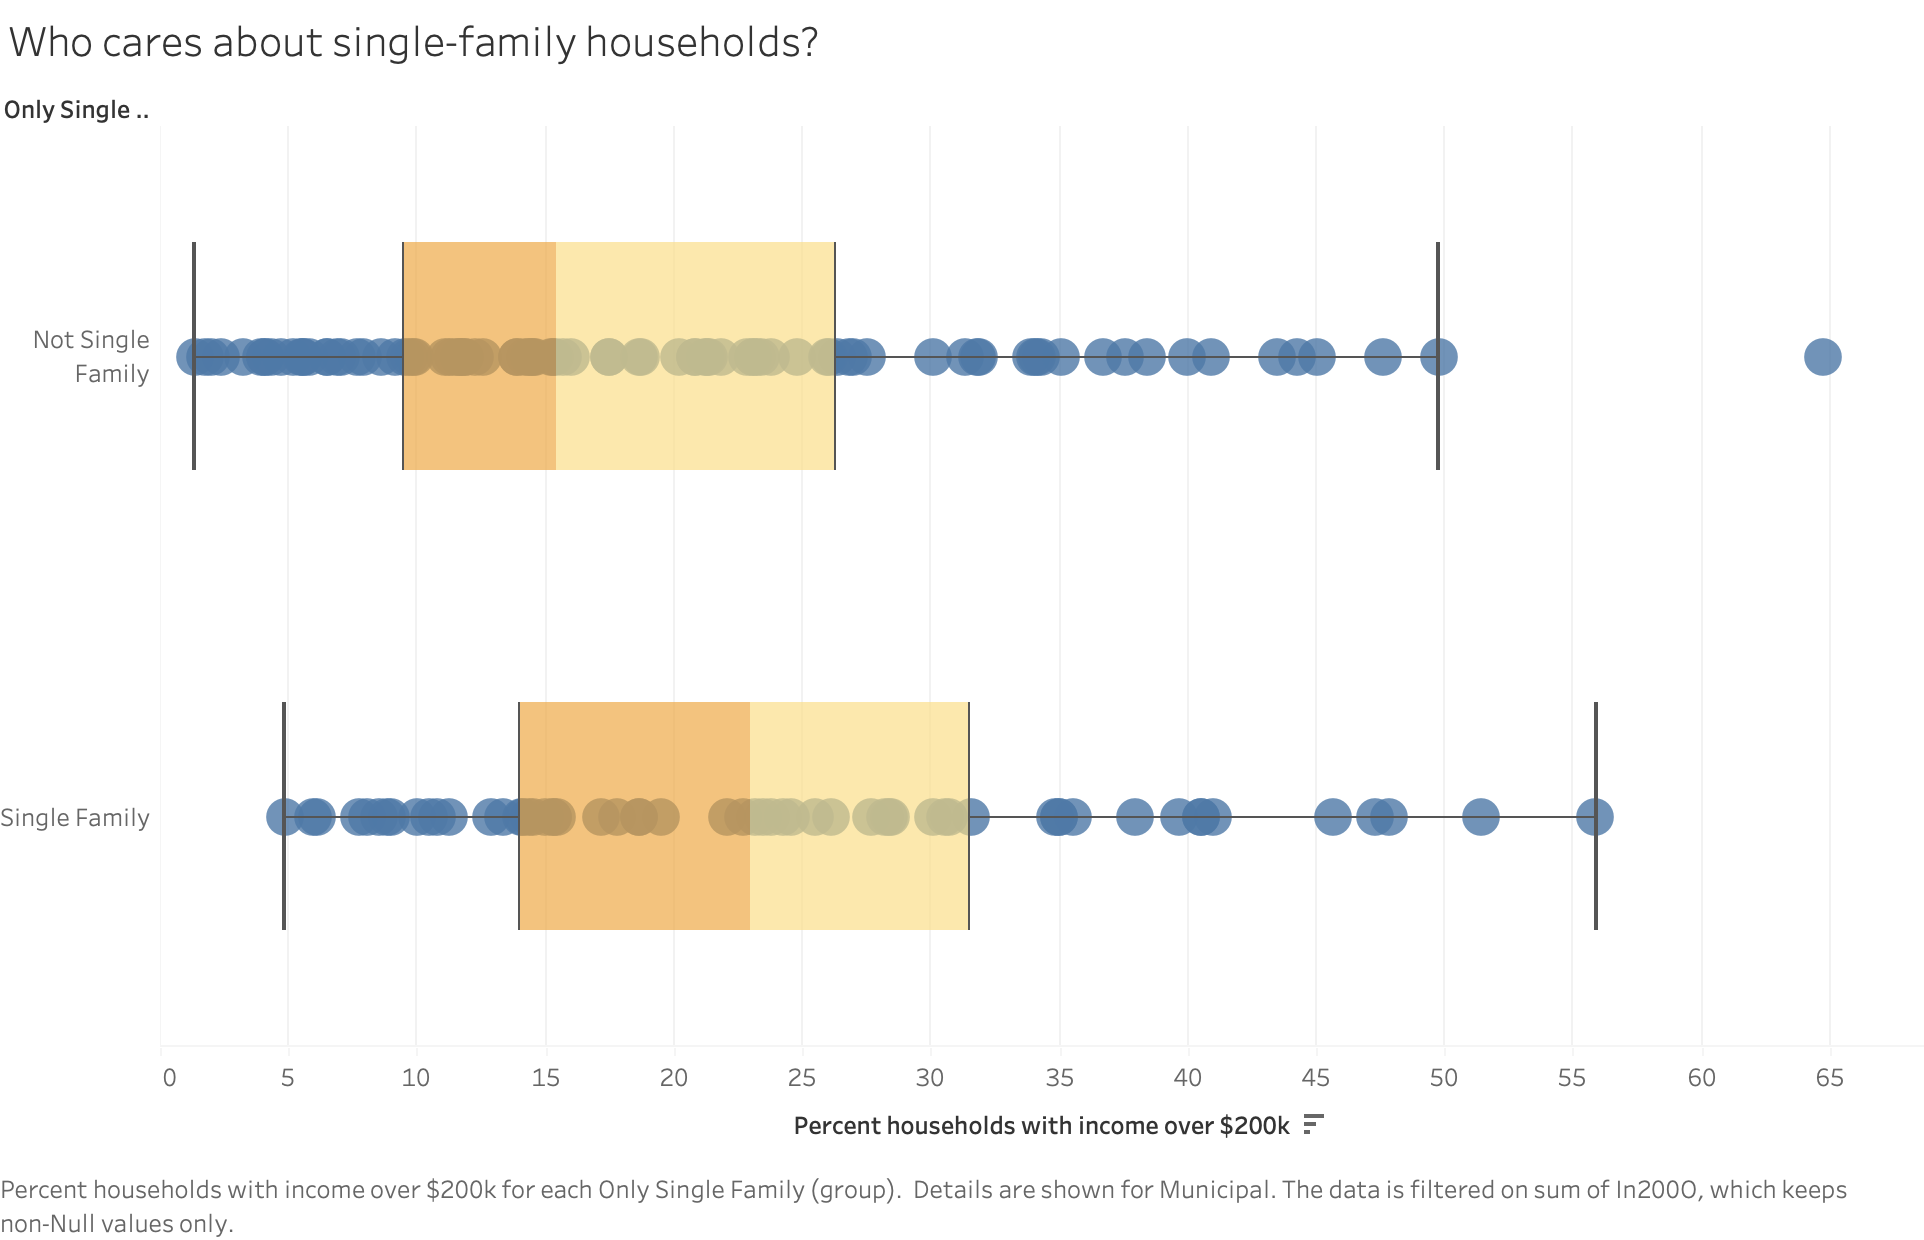 Who cares about single-family households?
Only Single ..
Not Single
Family
Single Family
0 5 10 15 20 25 30 35 40 45 50 55 60 65
Percent households with income over $200k
Percent households with income over $200k for each Only Single Family (group).  Details are shown for Municipal. The data is filtered on sum of In200O, which keeps
non-Null values only.